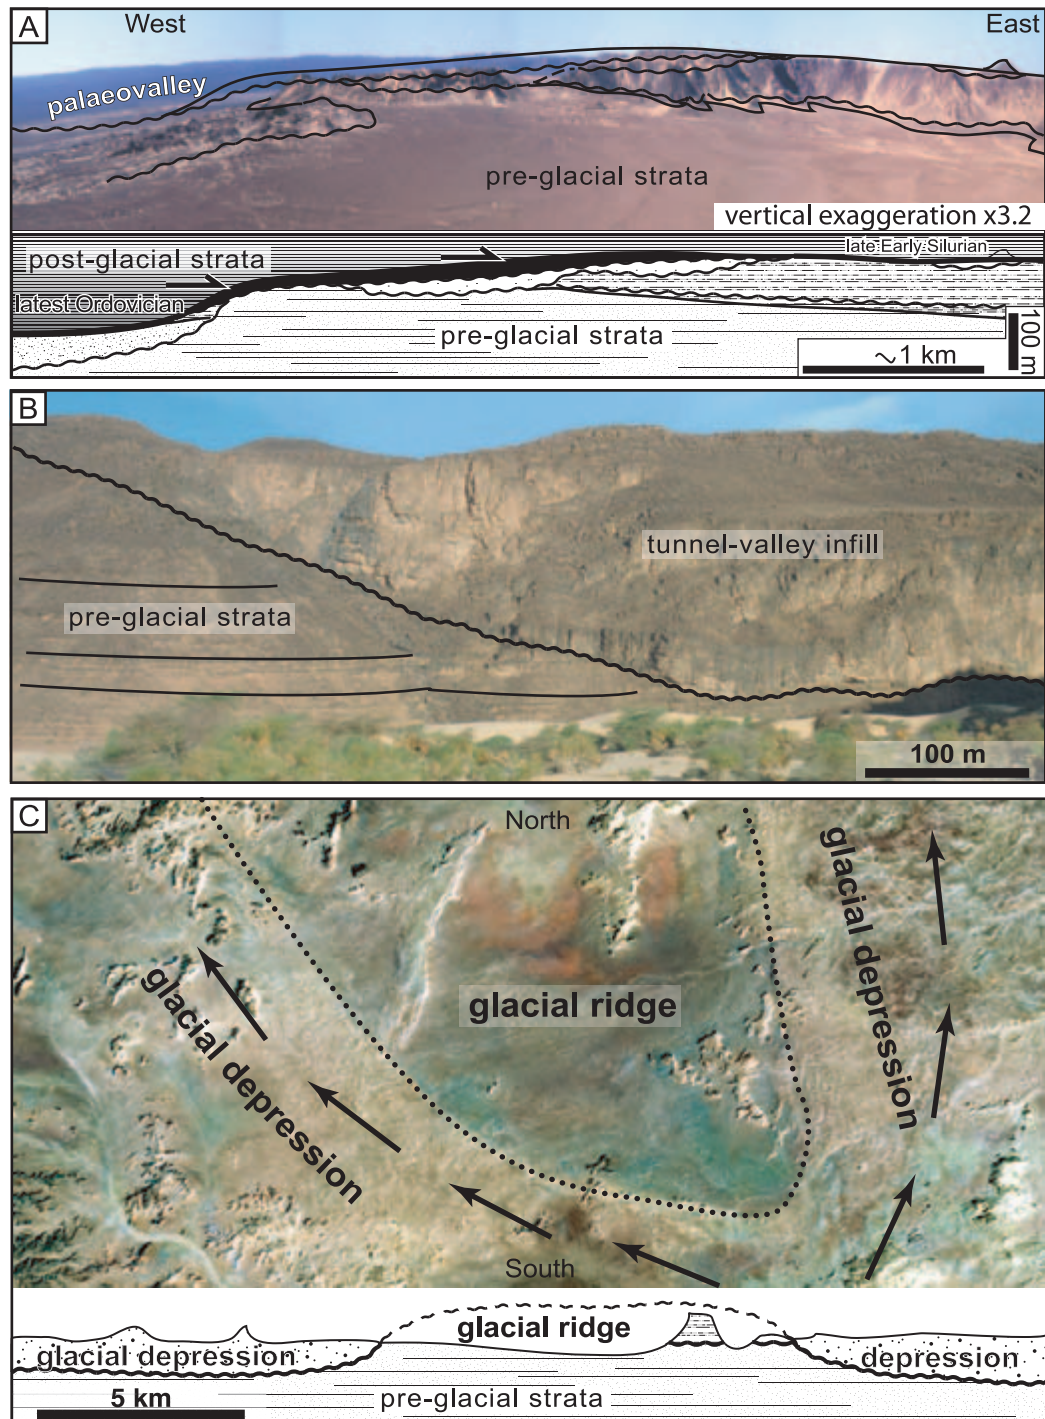 A
West
East
palaeovalley
pre-glacial strata
vertical exaggeration x3.2
post-glacial strata
late Early Silurian
latest Ordovician
pre-glacial strata
~1 km
100 m
B
tunnel-valley infill
pre-glacial strata
100 m
C
North
glacial depression
glacial ridge
glacial depression
South
glacial ridge
glacial depression
depression
5 km
pre-glacial strata